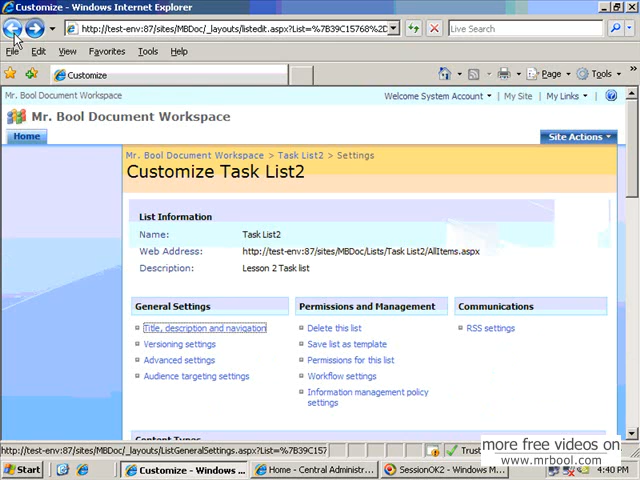 Customize - Windows Internet Explorer
http://test-env:87/sites/MBDoc/_layouts/listedit.aspx?List=%7B39C15768%2D
Live Search
File Edit View Favorites Tools Help
Customize
Page Tools
Mr. Bool Document Workspace
Welcome System Account My Site My Links
Mr. Bool Document Workspace
Home
Site Actions
Mr. Bool Document Workspace > Task List2 > Settings
Customize Task List2
List Information
Name: Task List2
Web Address: http://test-env:87/sites/MBDoc/Lists/Task List2/AllItems.aspx
Description: Lesson 2 Task list
General Settings Permissions and Management Communications
Title, description and navigation Delete this list RSS settings
Versioning settings Save list as template
Advanced settings Permissions for this list
Audience targeting settings Workflow settings
Information management policy
settings
Content Types
http://test-env:87/sites/MBDoc/_layouts/ListGeneralSettings.aspx?List=%7B39C157
more free videos on
www.mrbool.com
Start Customize - Windows ... Home - Central Administr... SessionOK2 - Windows M... 4:40 PM